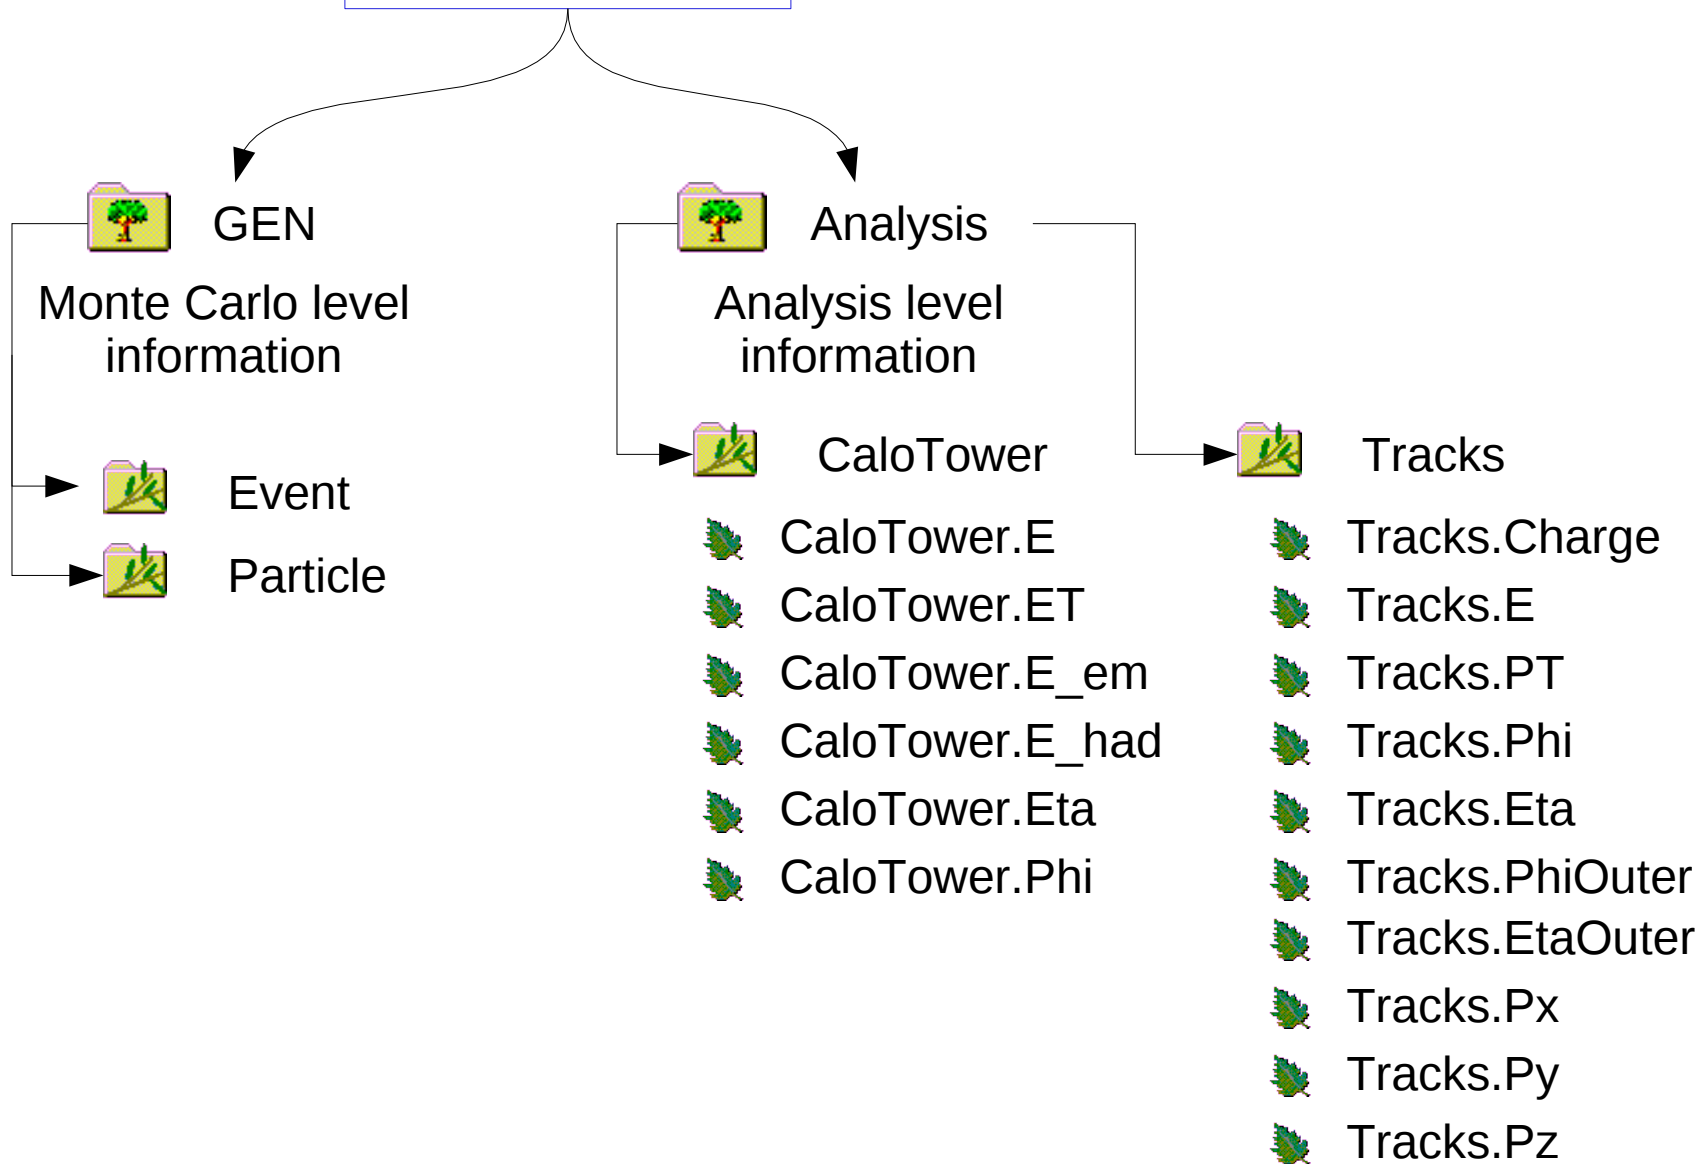 GEN
Monte Carlo level
information
Event
Particle
Analysis
Analysis level
information
CaloTower
CaloTower.E
CaloTower.ET
CaloTower.E_em
CaloTower.E_had
CaloTower.Eta
CaloTower.Phi
Tracks
Tracks.Charge
Tracks.E
Tracks.PT
Tracks.Phi
Tracks.Eta
Tracks.PhiOuter
Tracks.EtaOuter
Tracks.Px
Tracks.Py
Tracks.Pz